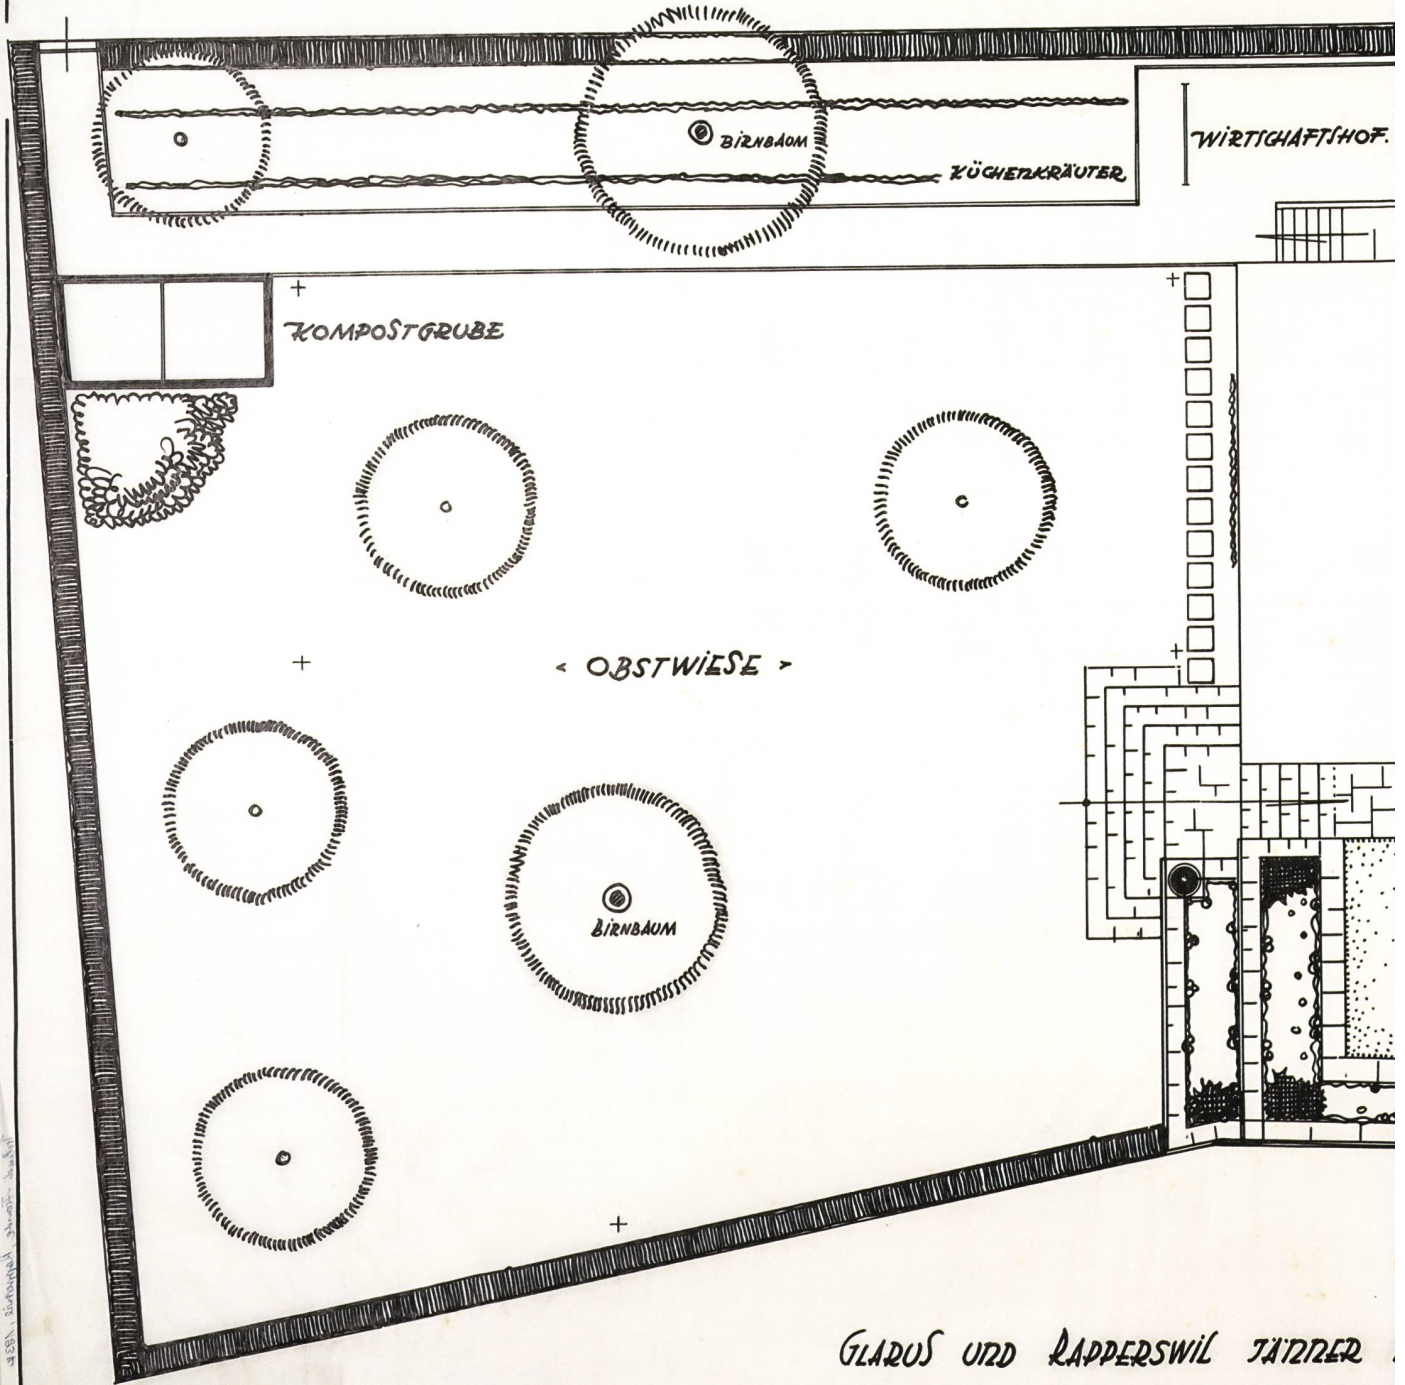 BIRNBAUM
WIRTSCHAFTSHOF.
KÜCHENKRÄUTER
KOMPOSTGRUBE
< OBSTWIESE >
BIRNBAUM
GLARUS UND RAPPERSWIL JÄNNER